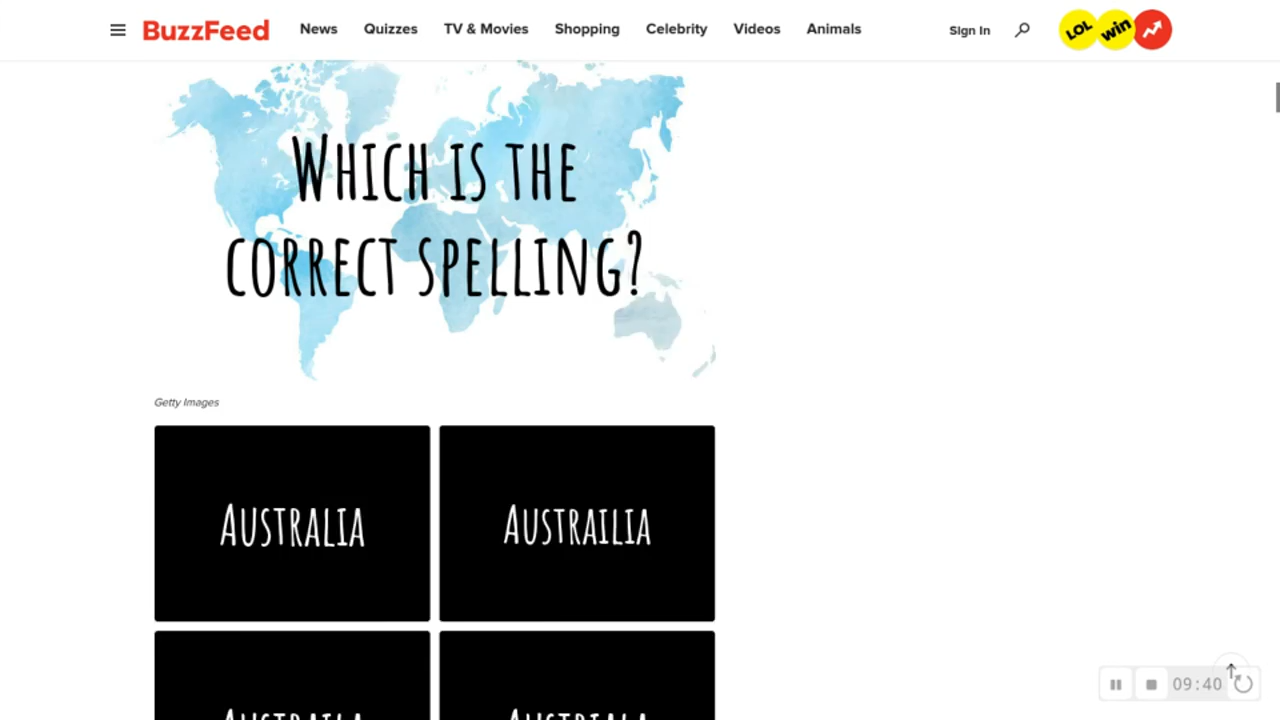 BuzzFeed News Quizzes TV & Movies Shopping Celebrity Videos Animals Sign In LOL win
WHICH IS THE
CORRECT SPELLING?
Getty Images
AUSTRALIA AUSTRAILIA
09:40